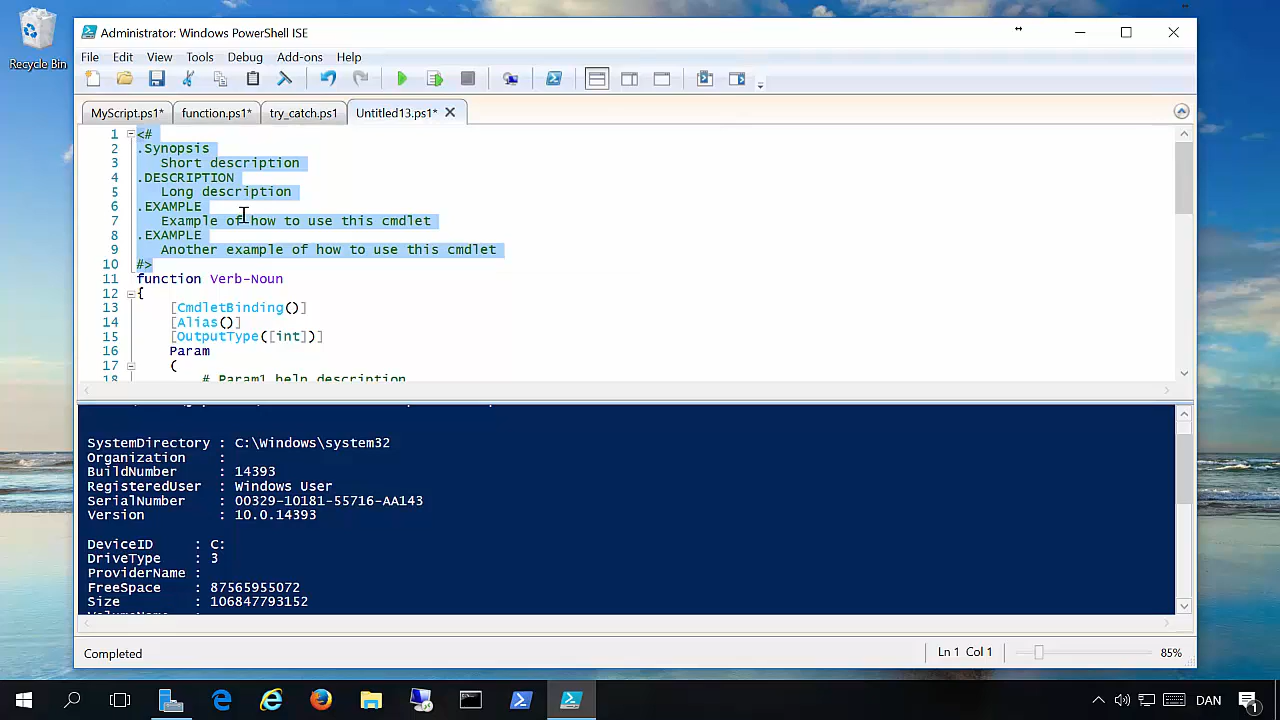 Recycle Bin
Administrator: Windows PowerShell ISE
File Edit View Tools Debug Add-ons Help
MyScript.ps1* function.ps1* try_catch.ps1 Untitled13.ps1*
1 <#
2 .Synopsis
3 Short description
4 .DESCRIPTION
5 Long description
6 .EXAMPLE
7 Example of how to use this cmdlet
8 .EXAMPLE
9 Another example of how to use this cmdlet
10 #>
11 function Verb-Noun
12 {
13 [CmdletBinding()]
14 [Alias()]
15 [OutputType([int])]
16 Param
17 (
18 # Param1 help description
SystemDirectory : C:\Windows\system32
Organization :
BuildNumber : 14393
RegisteredUser : Windows User
SerialNumber : 00329-10181-55716-AA143
Version : 10.0.14393
DeviceID : C:
DriveType : 3
ProviderName :
FreeSpace : 87565955072
Size : 106847793152
Completed
Ln 1 Col 1
85%
DAN
1